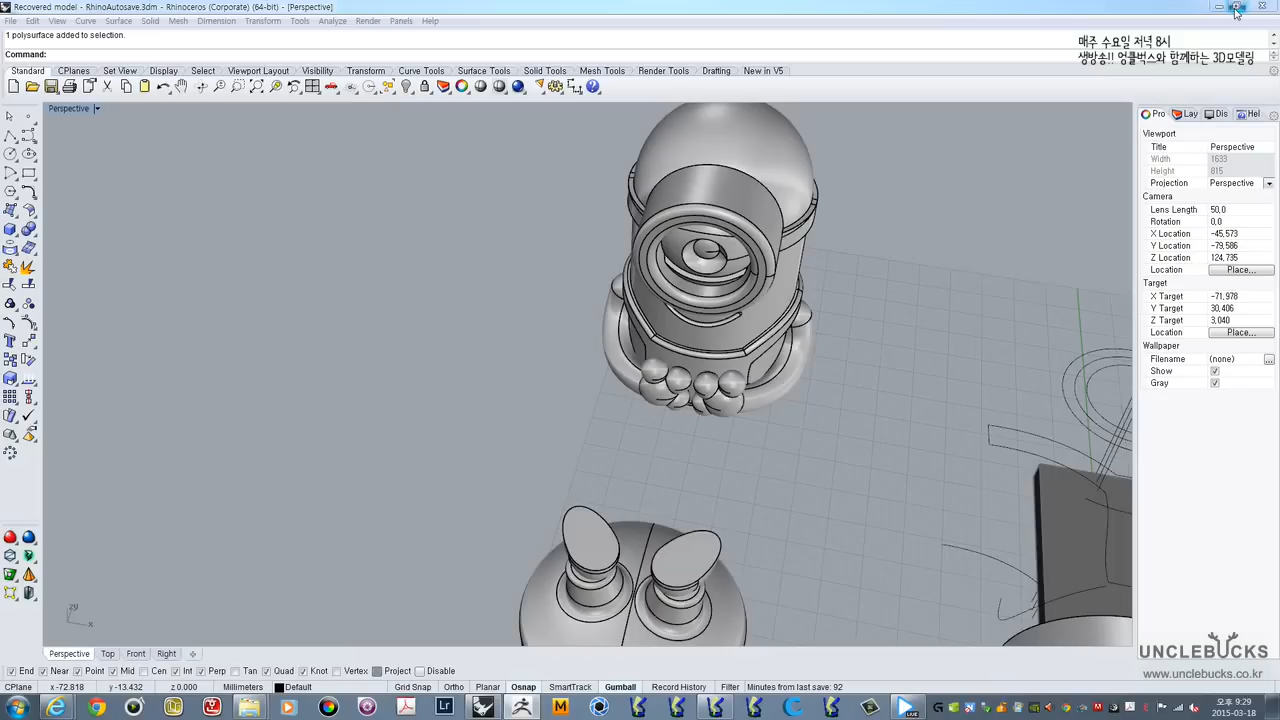 Recovered model - RhinoAutosave.3dm - Rhinoceros (Corporate) (64-bit) - [Perspective]
File Edit View Curve Surface Solid Mesh Dimension Transform Tools Analyze Render Panels Help
1 polysurface added to selection.
매주 수요일 저녁 8시
Command:
생방송!! 엉클벅스와 함께하는 3D모델링
Standard CPlanes Set View Display Select Viewport Layout Visibility Transform Curve Tools Surface Tools Solid Tools Mesh Tools Render Tools Drafting New in V5
Perspective
Pro Lay Dis Hel
Viewport
Title Perspective
Width 1633
Height 815
Projection Perspective
Camera
Lens Length 50,0
Rotation 0,0
X Location -45,573
Y Location -79,586
Z Location 124,735
Location Place...
Target
X Target -71,978
Y Target 30,406
Z Target 3,040
Location Place...
Wallpaper
Filename (none) ...
Show
Gray
zy
x
UNCLEBUCKS
www.unclebucks.co.kr
Perspective Top Front Right
End Near Point Mid Cen Int Perp Tan Quad Knot Vertex Project Disable
CPlane x -72.818 y -13.432 z 0.000 Millimeters Default Grid Snap Ortho Planar Osnap SmartTrack Gumball Record History Filter Minutes from last save: 92
Lr M LIVE
오후 9:29
2015-03-18